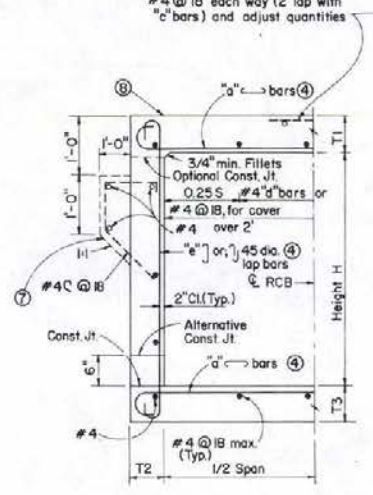 #4@18 each way (2' lap with
"c" bars) and adjust quantities
⑧
"a" bars ④
1'-0"
1'-0"
T1
3/4" min. Fillets
Optional Const. Jt.
0.25 S
#4 "d" bars or
#4 @ 18, for cover
over 2'
#4
1'-0"
"e" or, 45 dia. ④
lap bars
℄ RCB
1:1
⑦
#4 @ 18
2" Cl.(Typ.)
Height H
Alternative
Const. Jt.
Const. Jt.
6"
"a" bars ④
#4
#4 @ 18 max.
(Typ.)
T3
T2
1/2 Span